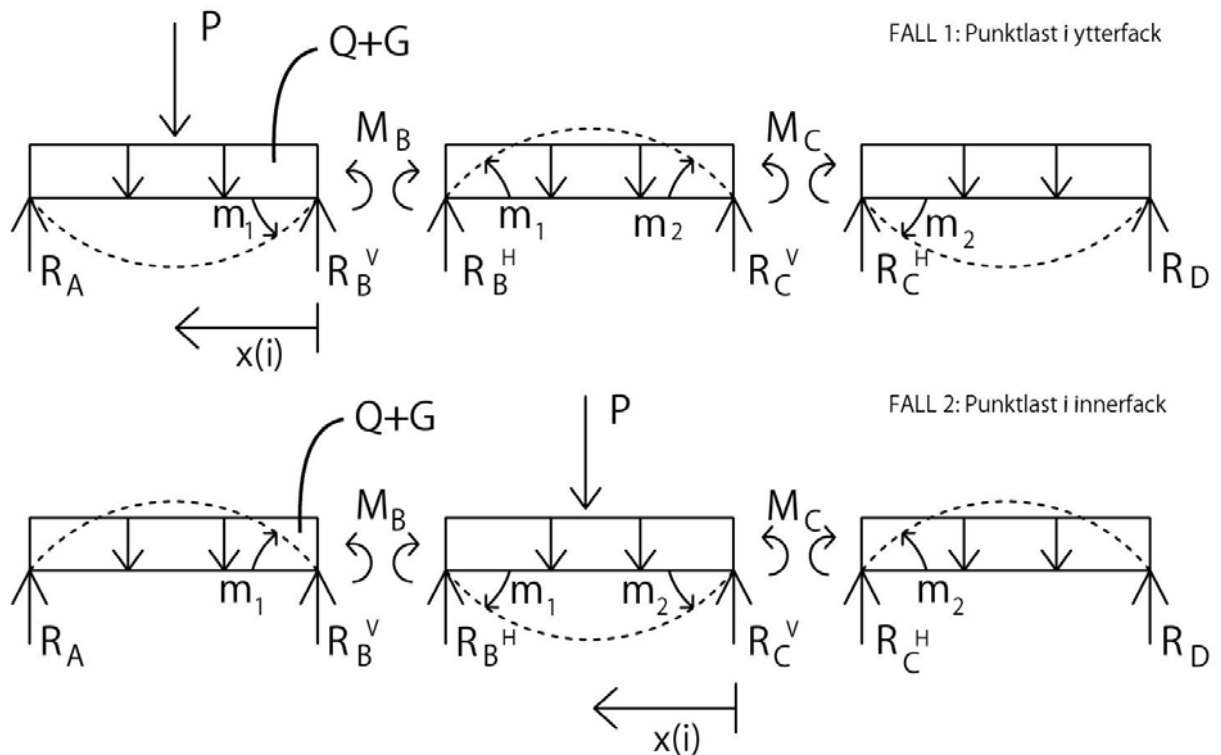 P
Q+G
FALL 1: Punktlast i ytterfack
M_B
M_C
m_1
m_1
m_2
m_2
R_A
R_B^V
R_B^H
R_C^V
R_C^H
R_D
x(i)
P
Q+G
FALL 2: Punktlast i innerfack
M_B
M_C
m_1
m_1
m_2
m_2
R_A
R_B^V
R_B^H
R_C^V
R_C^H
R_D
x(i)